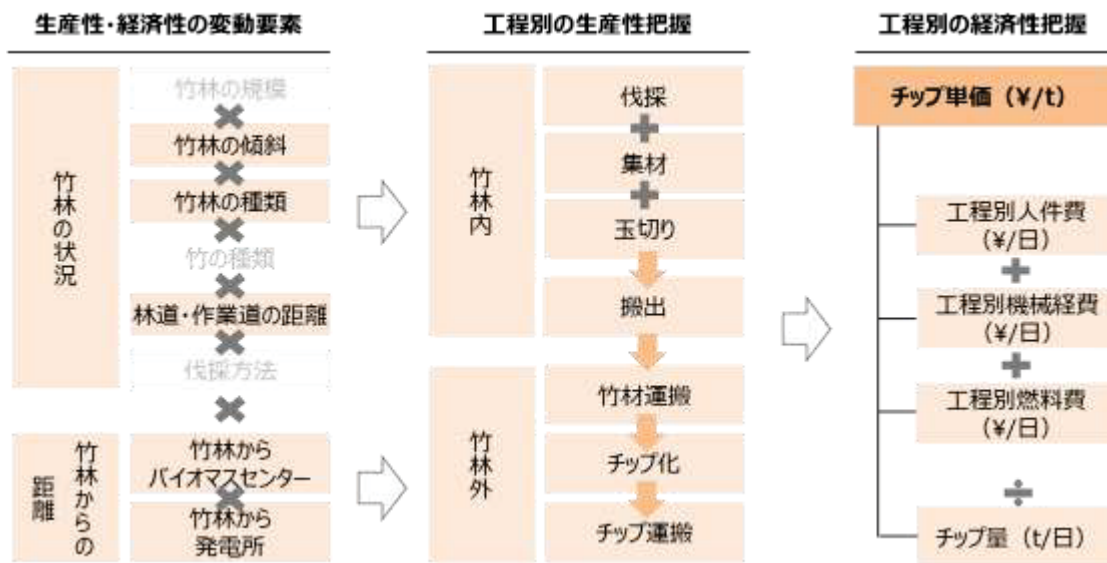 生産性・経済性の変動要素
竹林の状況
竹林の規模
竹林の傾斜
竹林の種類
竹の種類
林道・作業道の距離
伐採方法
竹林からの
距離
竹林から
バイオマスセンター
竹林から
発電所
工程別の生産性把握
竹林内
伐採
集材
玉切り
搬出
竹林外
竹材運搬
チップ化
チップ運搬
工程別の経済性把握
チップ単価（¥/t）
工程別人件費
（¥/日）
工程別機械経費
（¥/日）
工程別燃料費
（¥/日）
チップ量（t/日）